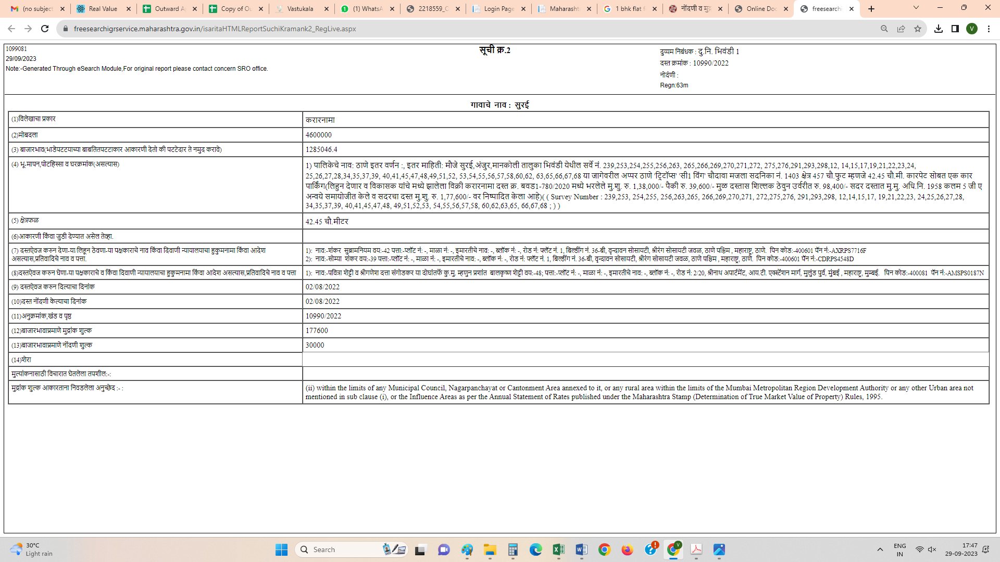 (no subject
Real Value
Outward A
Copy of Ou
Vastukala
(1) WhatsA
2218559_C
Login Page
Maharasht
1 bhk flat f
नोंदणी व मुद्र
Online Doc
freesearchi
freesearchigrservice.maharashtra.gov.in/isaritaHTMLReportSuchiKramank2_RegLive.aspx
V
1099081
29/09/2023
Note:-Generated Through eSearch Module,For original report please contact concern SRO office.
सूची क्र.2
दुय्यम निबंधक : दु.नि. भिवंडी 1
दस्त क्रमांक : 10990/2022
नोदंणी :
Regn:63m
गावाचे नाव : सुरई
(1)विलेखाचा प्रकार
करारनामा
(2)मोबदला
4600000
(3) बाजारभाव(भाडेपटटयाच्या बाबतितपटटाकार आकारणी देतो की पटटेदार ते नमुद करावे)
1285046.4
(4) भू-मापन,पोटहिस्सा व घरक्रमांक(असल्यास)
1) पालिकेचे नाव: ठाणे इतर वर्णन :, इतर माहिती: मौजे सुरई,अंजुर,मानकोली तालुका भिवंडी येथील सर्वे नं. 239,253,254,255,256,263, 265,266,269,270,271,272, 275,276,291,293,298,12, 14,15,17,19,21,22,23,24,
25,26,27,28,34,35,37,39, 40,41,45,47,48,49,51,52, 53,54,55,56,57,58,60,62, 63,65,66,67,68 या जागेवरील अप्पर ठाणे 'ट्रिटॉप्स' 'सी1 विंग' चौदावा मजला सदनिका नं. 1403 क्षेत्र 457 चौ.फुट म्हणजे 42.45 चौ.मी. कारपेट सोबत एक कार
पार्किंग(लिहुन देणार व विकासक यांचे मध्ये झालेला विक्री करारनामा दस्त क्र. बवड1-780/2020 मध्ये भरलेले मु.शु. रु. 1,38,000/- पैकी रु. 39,600/- मुळ दस्तास शिल्लक ठेवुन उर्वरीत रु. 98,400/- सदर दस्तात मु.मु. अधि.नि. 1958 कलम 5 जी ए
अन्वये समायोजीत केले व सदरचा दस्त मु.शु. रु. 1,77,600/- वर निष्पादित केला आहे)( ( Survey Number : 239,253, 254,255, 256,263,265, 266,269,270,271, 272,275,276, 291,293,298, 12,14,15,17, 19,21,22,23, 24,25,26,27,28,
34,35,37,39, 40,41,45,47,48, 49,51,52,53, 54,55,56,57,58, 60,62,63,65, 66,67,68 ; ) )
(5) क्षेत्रफळ
42.45 चौ.मीटर
(6)आकारणी किंवा जुडी देण्यात असेल तेव्हा.
(7) दस्तऐवज करुन देणा-या/लिहून ठेवणा-या पक्षकाराचे नाव किंवा दिवाणी न्यायालयाचा हुकुमनामा किंवा आदेश
असल्यास,प्रतिवादिचे नाव व पत्ता.
1): नाव:-शंकर सुब्रामनियम वय:-42 पत्ता:-प्लॉट नं: -, माळा नं: -, इमारतीचे नाव: -, ब्लॉक नं: -, रोड नं: फ्लॅट नं. 1, बिल्डींग नं. 36-बी, वृन्दावन सोसायटी, श्रीरंग सोसायटी जवळ, ठाणे पश्चिम , महाराष्ट्र, ठाणे. पिन कोड:-400601 पॅन नं:-AXRPS7716F
2): नाव:-सोम्या शंकर वय:-39 पत्ता:-प्लॉट नं: -, माळा नं: -, इमारतीचे नाव: -, ब्लॉक नं: -, रोड नं: फ्लॅट नं. 1, बिल्डींग नं. 36-बी, वृन्दावन सोसायटी, श्रीरंग सोसायटी जवळ, ठाणे पश्चिम , महाराष्ट्र, ठाणे. पिन कोड:-400601 पॅन नं:-CDRPS4548D
(8)दस्तऐवज करुन घेणा-या पक्षकाराचे व किंवा दिवाणी न्यायालयाचा हुकुमनामा किंवा आदेश असल्यास,प्रतिवादिचे नाव व पत्ता
1): नाव:-पवित्रा शेट्टी व श्रीगणेश दत्ता संगोडकर या दोघांतर्फे कु.मु. म्हणुन प्रशांत बालकृष्ण शेट्टी वय:-48; पत्ता:-प्लॉट नं: -, माळा नं: -, इमारतीचे नाव: -, ब्लॉक नं: -, रोड नं: 2/20, श्रीनाथ अपार्टमेंट, आय.टी. एक्स्टेंशन मार्ग, मुलुंड पुर्व, मुंबई , महाराष्ट्र, मुम्बई. पिन कोड:-400081 पॅन नं:-AMSPS0187N
(9) दस्तऐवज करुन दिल्याचा दिनांक
02/08/2022
(10)दस्त नोंदणी केल्याचा दिनांक
02/08/2022
(11)अनुक्रमांक,खंड व पृष्ठ
10990/2022
(12)बाजारभावाप्रमाणे मुद्रांक शुल्क
177600
(13)बाजारभावाप्रमाणे नोंदणी शुल्क
30000
(14)शेरा
मुल्यांकनासाठी विचारात घेतलेला तपशील:-:
मुद्रांक शुल्क आकारताना निवडलेला अनुच्छेद :- :
(ii) within the limits of any Municipal Council, Nagarpanchayat or Cantonment Area annexed to it, or any rural area within the limits of the Mumbai Metropolitan Region Development Authority or any other Urban area not
mentioned in sub clause (i), or the Influence Areas as per the Annual Statement of Rates published under the Maharashtra Stamp (Determination of True Market Value of Property) Rules, 1995.
30°C
Light rain
Search
ENG
IN
17:47
29-09-2023